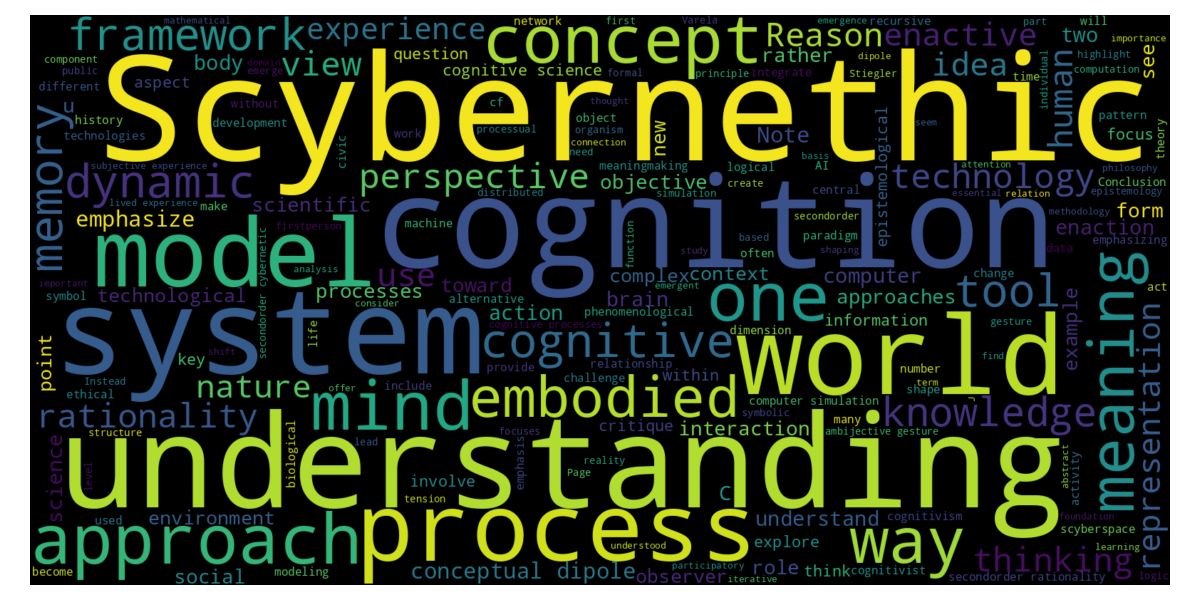 mathematical network first Varela emergence recursive part will
framework experience concept Reason enactive two
component question rather idea see highlight importance
public body view cognitive science cf principle integrate dipole Stiegler time individual computation
different aspect domain emerge formal human
Scybernethic
memory history without thought object new Note epistemological focus pattern theory
technologies development work processual organism connection need seem
civic meaningmaking logical basis AI
subjective experience dynamic perspective objective technology attention philosophy Conclusion
lived experience make distributed simulation create central essential relation epistemology
emphasize scientific firstperson machine cognition secondorder methodology form
model secondorder cybernetic function based paradigm enaction
analysis study often shaping data emphasizing
important use toward complex context computer change act
symbol technological processes alternative brain emergent one approaches tool meaning representation
consider action phenomenological information gesture example
system life cognitive processes cognitive dimension world
point key shift provide relationship find number shape term
Instead nature offer include challenge within computer simulation
ethical mind embodied symbolic many knowledge
rationality critique interaction ambijective gesture
structure lead focuses
science level biological understanding emphasis reality Page abstract activity
involve tension C
used environment understand cognitivism scyberspace foundation
approach process understood explore way learning
become modeling participatory thinking
social conceptual dipole observer iterative role think cognitivist secondorder rationality logic